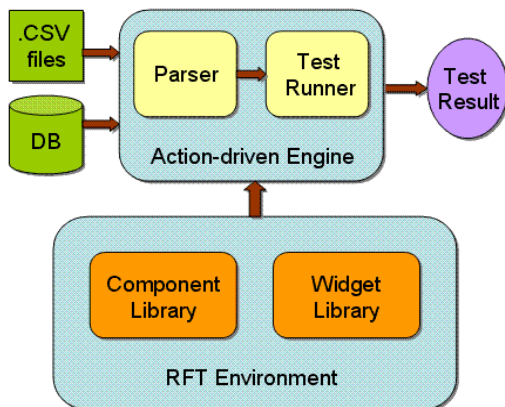 .CSV
files
DB
Parser
Test
Runner
Action-driven Engine
Test
Result
Component
Library
Widget
Library
RFT Environment